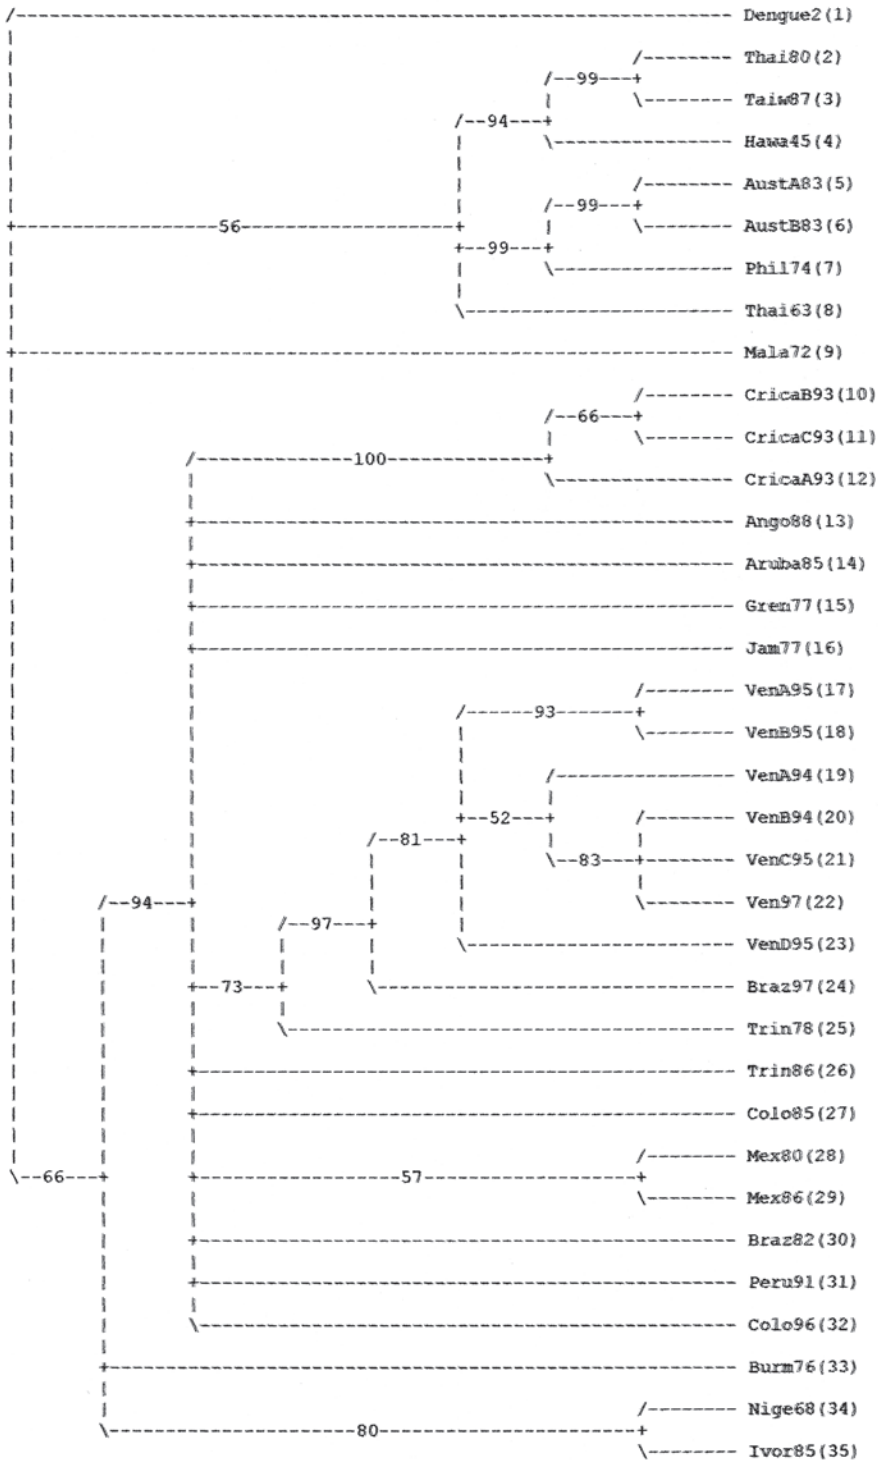 Dengue2(1)
Thai80(2)
99
Taiw87(3)
94
Hawa45(4)
AustA83(5)
99
56
AustB83(6)
99
Phil74(7)
Thai63(8)
Mala72(9)
CricaB93(10)
66
CricaC93(11)
100
CricaA93(12)
Ango88(13)
Aruba85(14)
Gren77(15)
Jam77(16)
VenA95(17)
93
VenB95(18)
VenA94(19)
52
VenB94(20)
81
83
VenC95(21)
94
Ven97(22)
97
VenD95(23)
73
Braz97(24)
Trin78(25)
Trin86(26)
Colo85(27)
Mex80(28)
66
57
Mex86(29)
Braz82(30)
Peru91(31)
Colo96(32)
Burm76(33)
Nige68(34)
80
Ivor85(35)